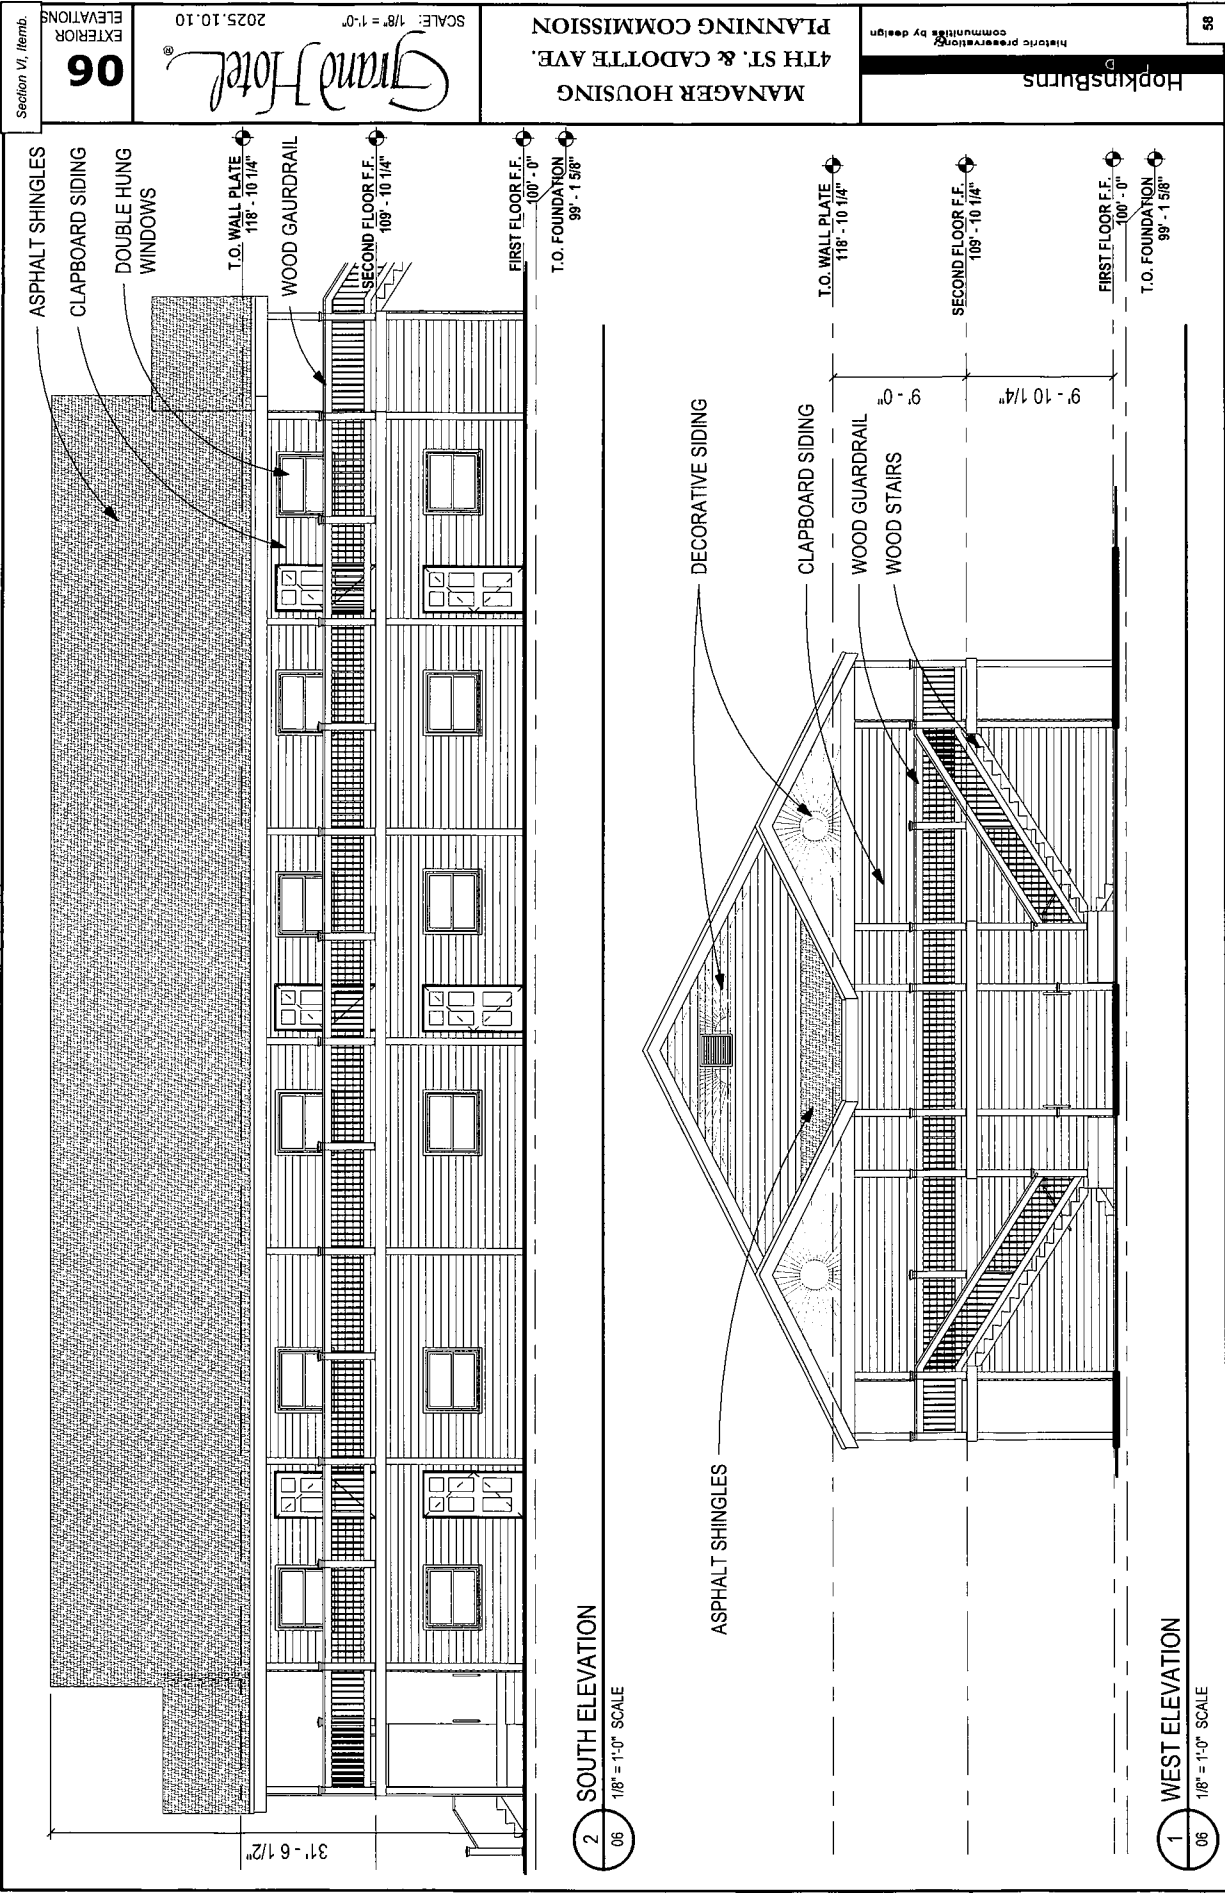 Section VI, Itemb.
06
EXTERIOR
ELEVATIONS
Grand Hotel®
SCALE: 1/8" = 1'-0"
2025.10.10
MANAGER HOUSING
4TH ST. & CADOTTE AVE.
PLANNING COMMISSION
HopkinsBurns
D
historic preservation&
communities by design
58
ASPHALT SHINGLES
CLAPBOARD SIDING
DOUBLE HUNG
WINDOWS
T.O. WALL PLATE
118' - 10 1/4"
WOOD GAURDRAIL
SECOND FLOOR F.F.
109' - 10 1/4"
FIRST FLOOR F.F.
100' - 0"
T.O. FOUNDATION
99' - 1 5/8"
31' - 6 1/2"
2
06
SOUTH ELEVATION
1/8" = 1'-0" SCALE
DECORATIVE SIDING
CLAPBOARD SIDING
WOOD GUARDRAIL
WOOD STAIRS
ASPHALT SHINGLES
T.O. WALL PLATE
118' - 10 1/4"
SECOND FLOOR F.F.
109' - 10 1/4"
FIRST FLOOR F.F.
100' - 0"
T.O. FOUNDATION
99' - 1 5/8"
9' - 0"
9' - 10 1/4"
1
06
WEST ELEVATION
1/8" = 1'-0" SCALE